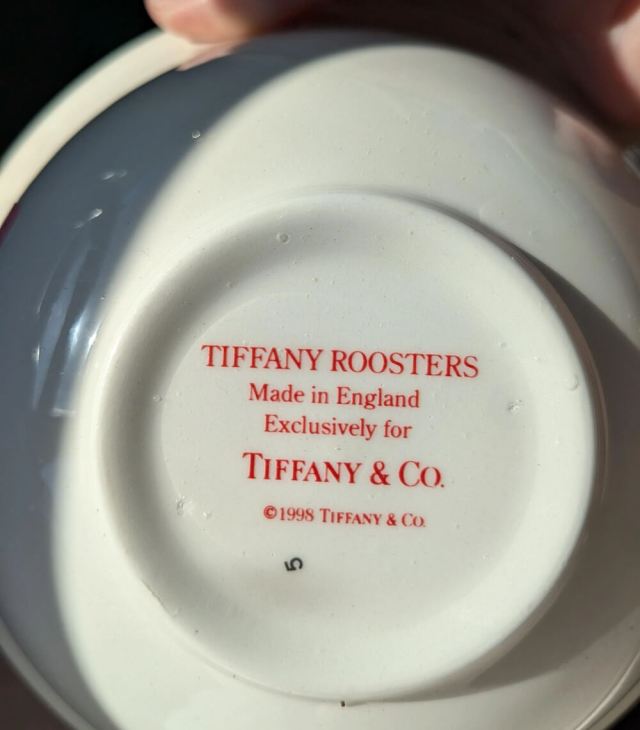 TIFFANY ROOSTERS
Made in England
Exclusively for
TIFFANY & CO.
©1998 TIFFANY & CO.
5